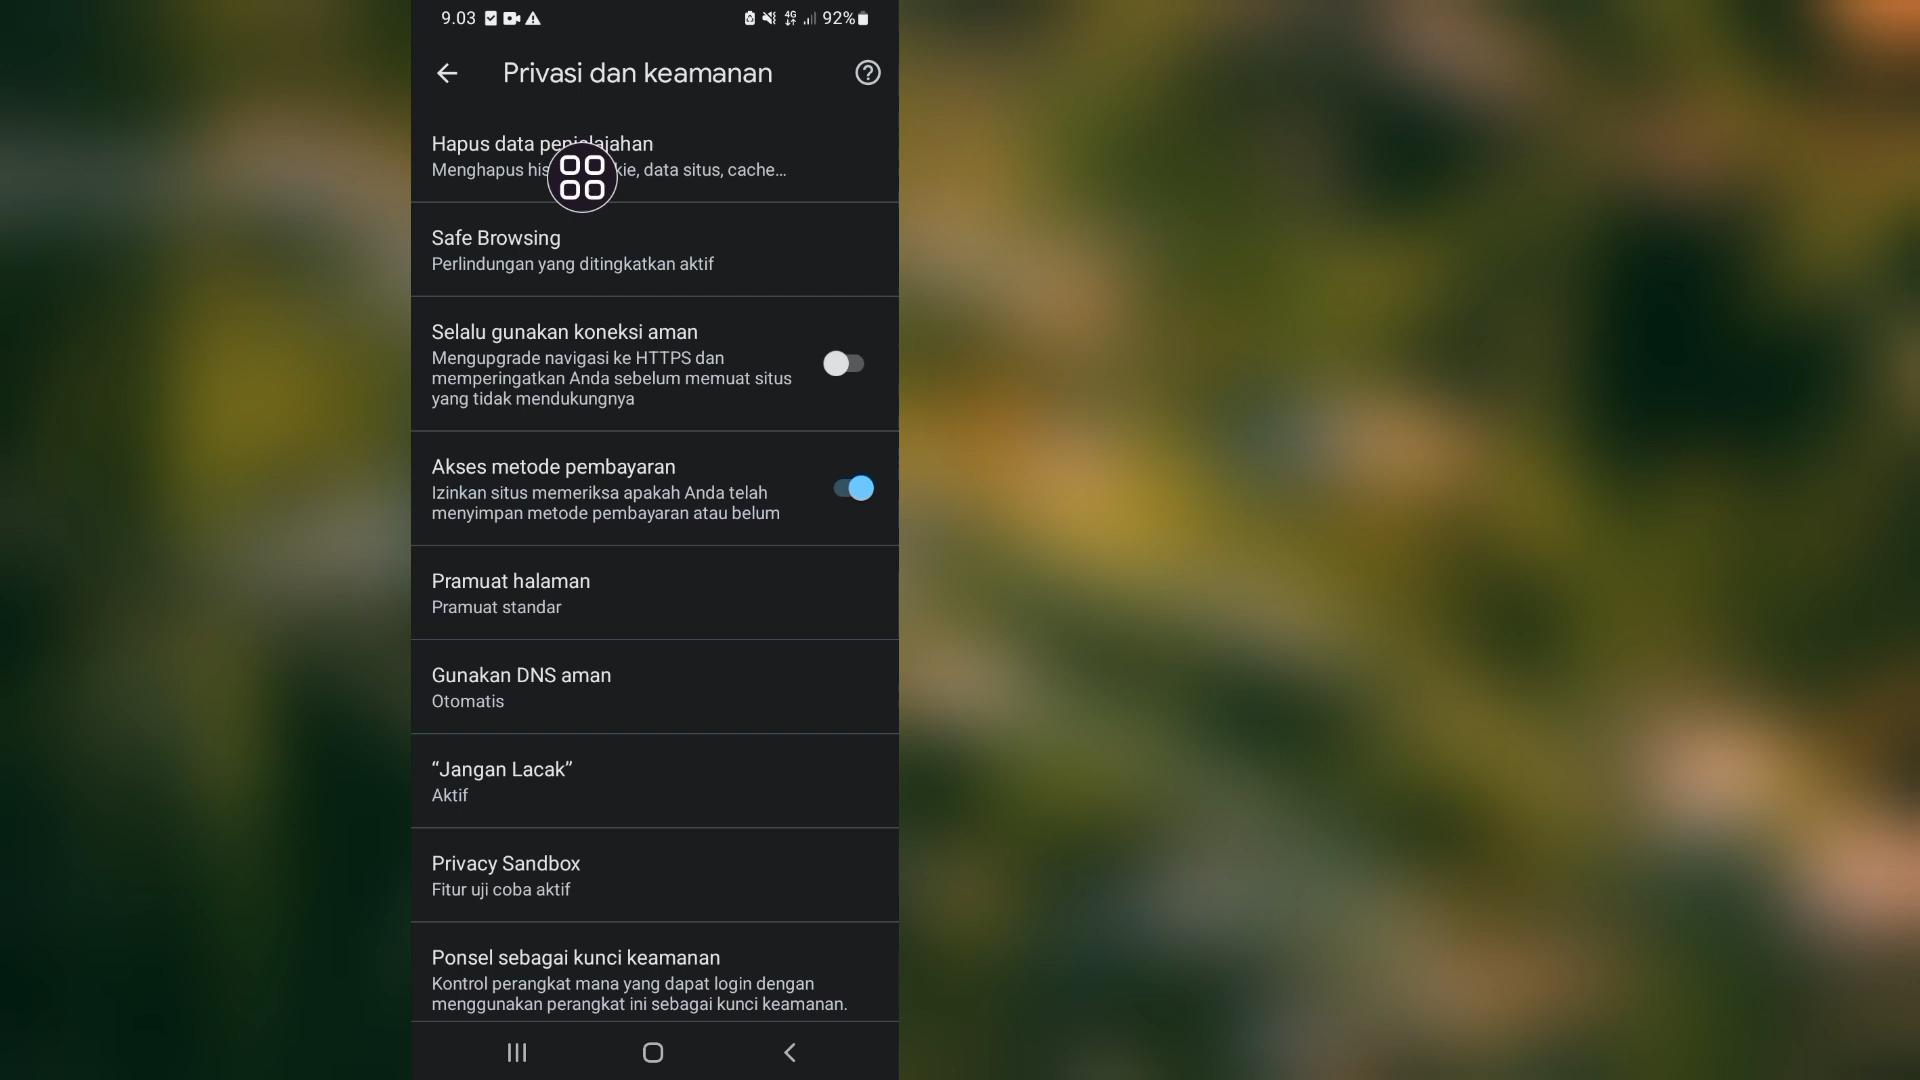 9.03
4G
92%
Privasi dan keamanan
Hapus data penjelajahan
Menghapus his kie, data situs, cache...
Safe Browsing
Perlindungan yang ditingkatkan aktif
Selalu gunakan koneksi aman
Mengupgrade navigasi ke HTTPS dan
memperingatkan Anda sebelum memuat situs
yang tidak mendukungnya
Akses metode pembayaran
Izinkan situs memeriksa apakah Anda telah
menyimpan metode pembayaran atau belum
Pramuat halaman
Pramuat standar
Gunakan DNS aman
Otomatis
“Jangan Lacak”
Aktif
Privacy Sandbox
Fitur uji coba aktif
Ponsel sebagai kunci keamanan
Kontrol perangkat mana yang dapat login dengan
menggunakan perangkat ini sebagai kunci keamanan.